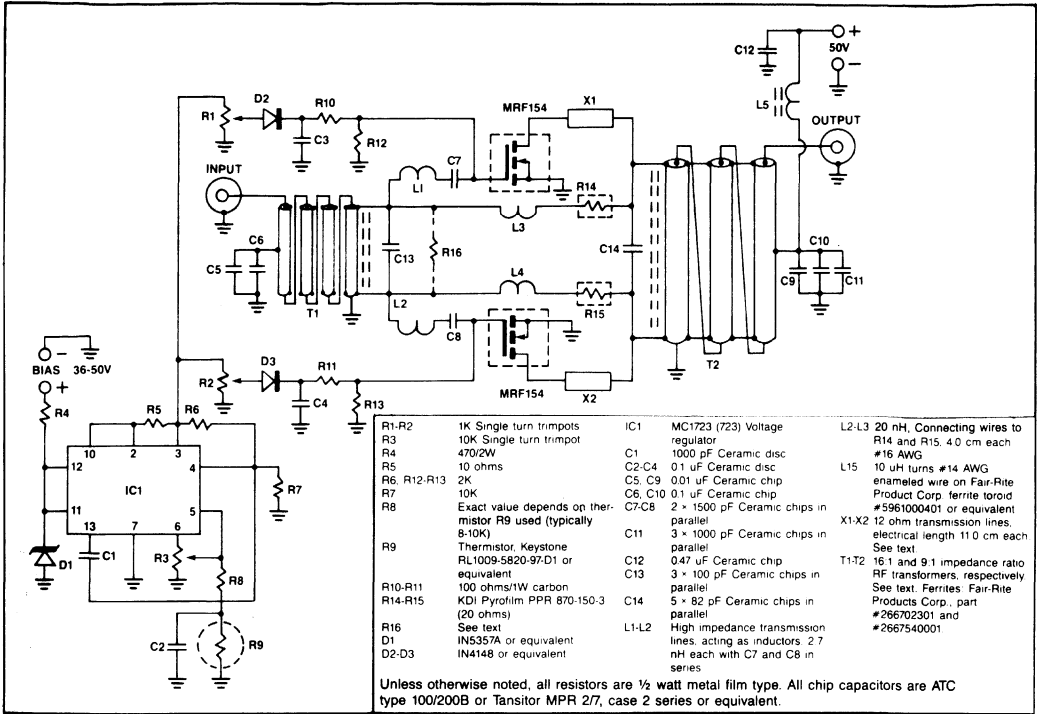 C12
+
50V
−
L5
OUTPUT
MRF154
X1
D2
R10
R1
C3
R12
INPUT
L1
C7
R14
L3
C6
C5
C13
R16
C14
T1
L4
L2
R15
C8
C10
C9
C11
T2
−
BIAS 36-50V
+
R4
D3
R11
R2
C4
R13
MRF154
X2
R5
R6
10
2
3
12
4
IC1
R7
11
5
13
7
6
C1
D1
R3
R8
C2
R9
R1-R2 1K Single turn trimpots
R3 10K Single turn trimpot
R4 470/2W
R5 10 ohms
R6, R12-R13 2K
R7 10K
R8 Exact value depends on ther-
mistor R9 used (typically
8-10K)
R9 Thermistor, Keystone
RL1009-5820-97-D1 or
equivalent
R10-R11 100 ohms/1W carbon
R14-R15 KDI Pyrofilm PPR 870-150-3
(20 ohms)
R16 See text
D1 IN5357A or equivalent
D2-D3 IN4148 or equivalent
IC1 MC1723 (723) Voltage
regulator
C1 1000 pF Ceramic disc
C2-C4 0.1 uF Ceramic disc
C5, C9 0.01 uF Ceramic chip
C6, C10 0.1 uF Ceramic chip
C7-C8 2 × 1500 pF Ceramic chips in
parallel
C11 3 × 1000 pF Ceramic chips in
parallel
C12 0.47 uF Ceramic chip
C13 3 × 100 pF Ceramic chips in
parallel
C14 5 × 82 pF Ceramic chips in
parallel
L1-L2 High impedance transmission
lines, acting as inductors. 2.7
nH each with C7 and C8 in
series
L2-L3 20 nH, Connecting wires to
R14 and R15. 4.0 cm each
#16 AWG
L15 10 uH turns #14 AWG
enameled wire on Fair-Rite
Product Corp. ferrite toroid
#5961000401 or equivalent
X1-X2 12 ohm transmission lines,
electrical length 11.0 cm each
See text.
T1-T2 16:1 and 9:1 impedance ratio
RF transformers, respectively.
See text. Ferrites: Fair-Rite
Products Corp., part
#266702301 and
#2667540001
Unless otherwise noted, all resistors are ½ watt metal film type. All chip capacitors are ATC
type 100/200B or Tansitor MPR 2/7, case 2 series or equivalent.